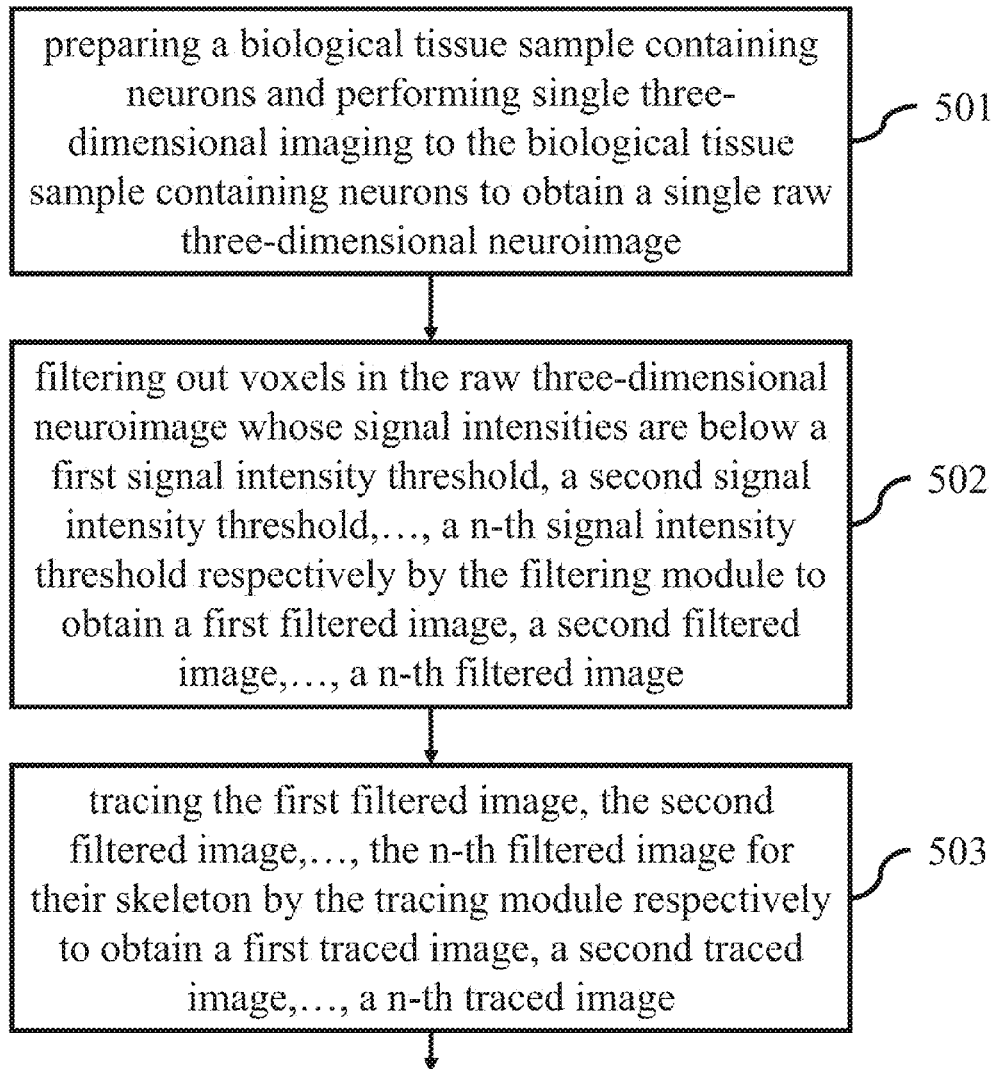 preparing a biological tissue sample containing
neurons and performing single three-
dimensional imaging to the biological tissue
sample containing neurons to obtain a single raw
three-dimensional neuroimage
501
filtering out voxels in the raw three-dimensional
neuroimage whose signal intensities are below a
first signal intensity threshold, a second signal
intensity threshold,..., a n-th signal intensity
threshold respectively by the filtering module to
obtain a first filtered image, a second filtered
image,..., a n-th filtered image
502
tracing the first filtered image, the second
filtered image,..., the n-th filtered image for
their skeleton by the tracing module respectively
to obtain a first traced image, a second traced
image,..., a n-th traced image
503